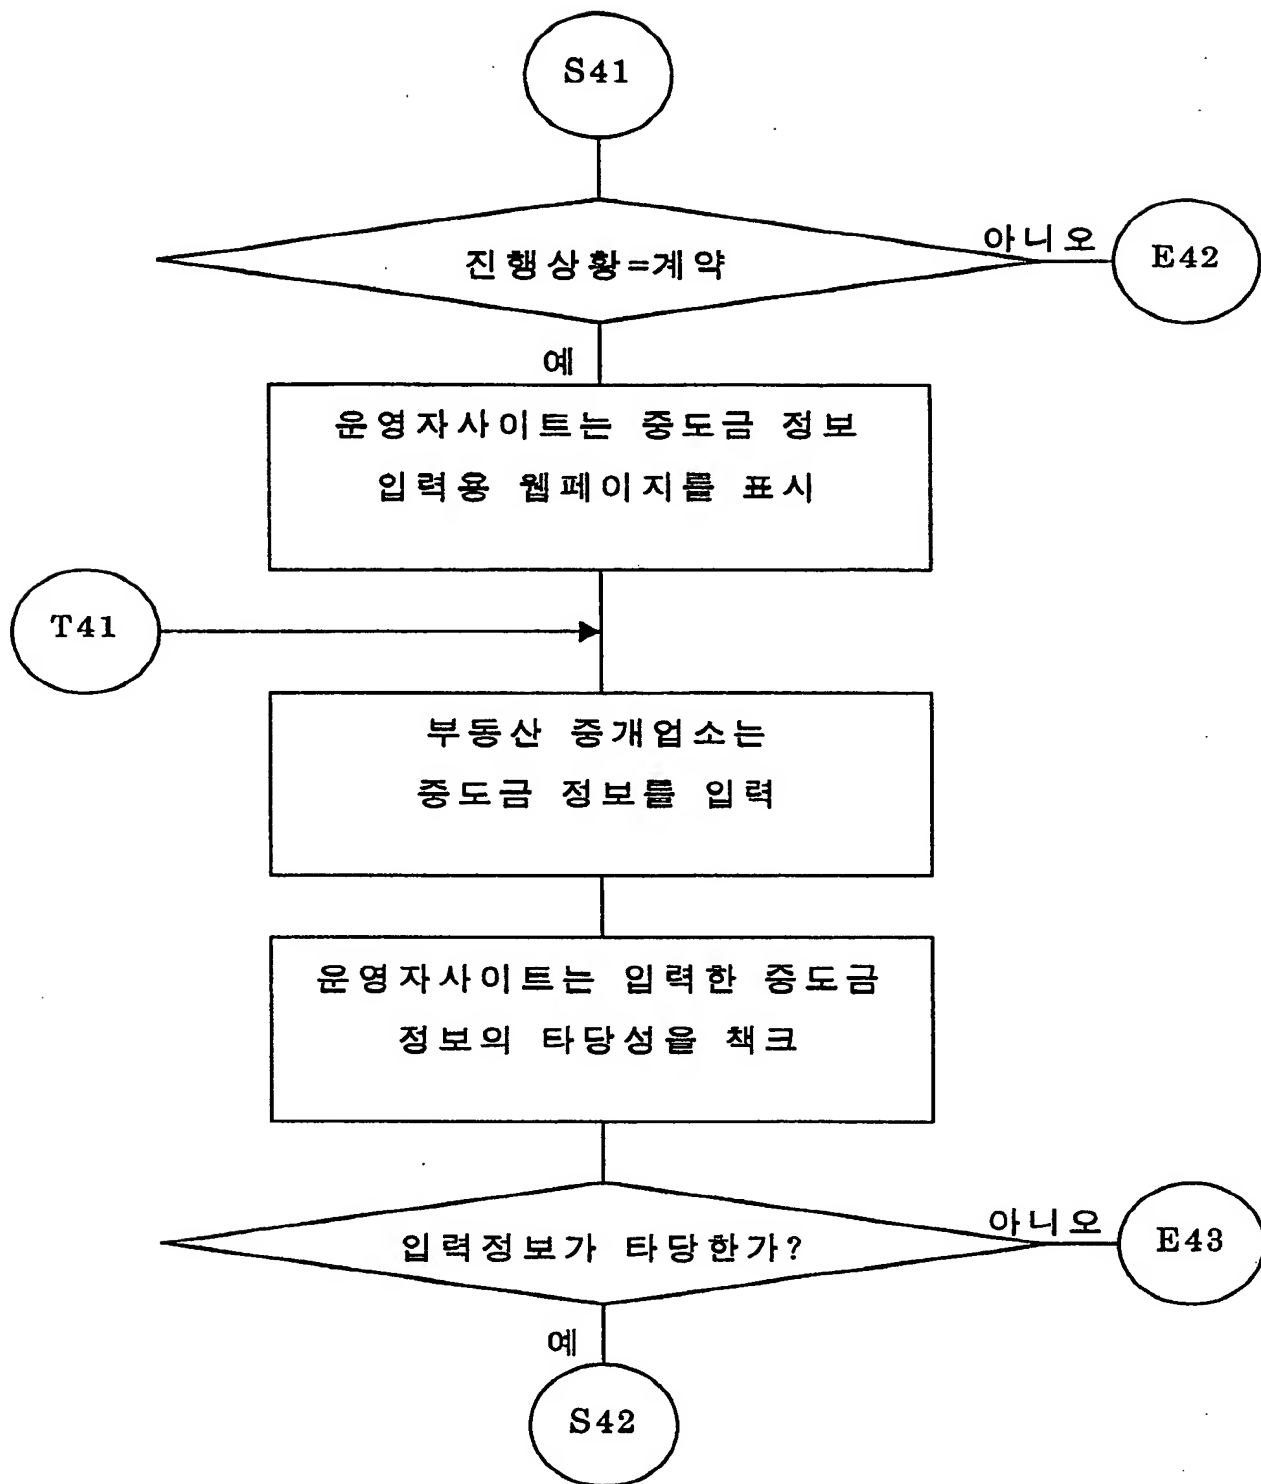 S41
진행상황=계약
아니오
E42
예
운영자사이트는 중도금 정보
입력용 웹페이지를 표시
T41
부동산 중개업소는
중도금 정보를 입력
운영자사이트는 입력한 중도금
정보의 타당성을 책크
입력정보가 타당한가?
아니오
E43
예
S42